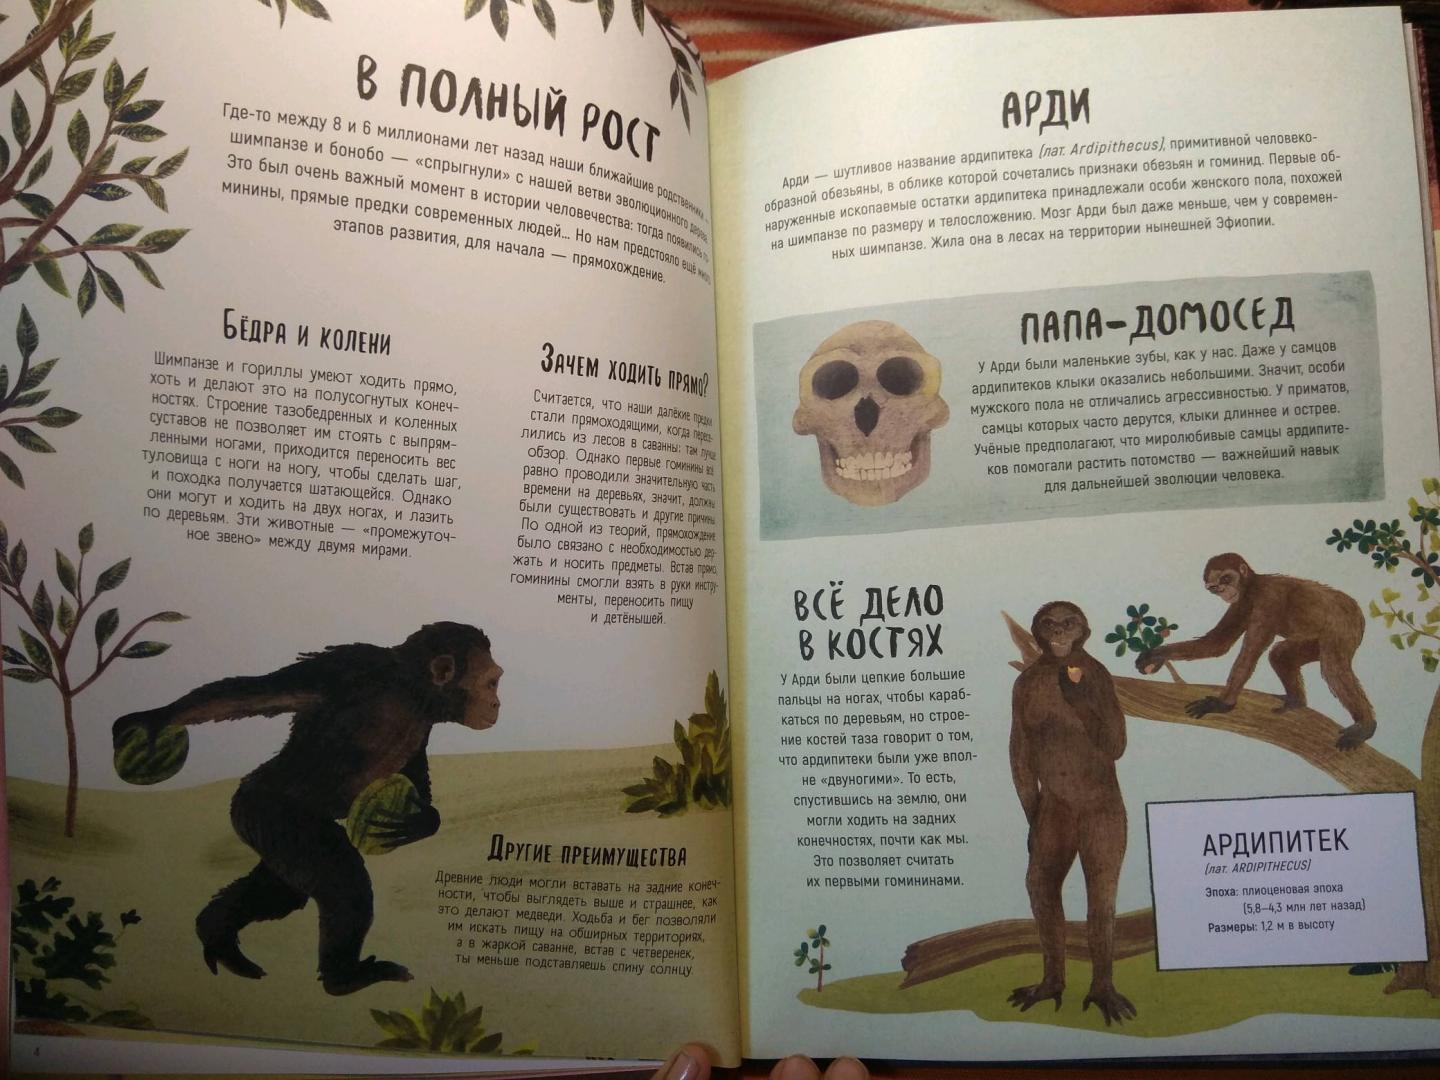 В ПОЛНЫЙ РОСТ
Где-то между 8 и 6 миллионами лет назад наши ближайшие родственники —
шимпанзе и бонобо — «спрыгнули» с нашей ветви эволюционного дерева.
Это был очень важный момент в истории человечества: тогда появились го-
минины, прямые предки современных людей... Но нам предстояло ещё много
этапов развития, для начала — прямохождение.
БЁДРА И КОЛЕНИ
Шимпанзе и гориллы умеют ходить прямо,
хоть и делают это на полусогнутых конеч-
ностях. Строение тазобедренных и коленных
суставов не позволяет им стоять с выпрям-
ленными ногами, приходится переносить вес
туловища с ноги на ногу, чтобы сделать шаг,
и походка получается шатающейся. Однако
они могут и ходить на двух ногах, и лазить
по деревьям. Эти животные — «промежуточ-
ное звено» между двумя мирами.
ЗАЧЕМ ХОДИТЬ ПРЯМО?
Считается, что наши далёкие предки
стали прямоходящими, когда пересе-
лились из лесов в саванны: там лучше
обзор. Однако первые гоминины всё
равно проводили значительную часть
времени на деревьях, значит, должны
были существовать и другие причины.
По одной из теорий, прямохождение
было связано с необходимостью дер-
жать и носить предметы. Встав прямо,
гоминины смогли взять в руки инстру-
менты, переносить пищу
и детёнышей.
ДРУГИЕ ПРЕИМУЩЕСТВА
Древние люди могли вставать на задние конеч-
ности, чтобы выглядеть выше и страшнее, как
это делают медведи. Ходьба и бег позволяли
им искать пищу на обширных территориях,
а в жаркой саванне, встав с четверенек,
ты меньше подставляешь спину солнцу.
4
АРДИ
Арди — шутливое название ардипитека (лат. Ardipithecus), примитивной человеко-
образной обезьяны, в облике которой сочетались признаки обезьян и гоминид. Первые об-
наруженные ископаемые остатки ардипитека принадлежали особи женского пола, похожей
на шимпанзе по размеру и телосложению. Мозг Арди был даже меньше, чем у современ-
ных шимпанзе. Жила она в лесах на территории нынешней Эфиопии.
ПАПА-ДОМОСЕД
У Арди были маленькие зубы, как у нас. Даже у самцов
ардипитеков клыки оказались небольшими. Значит, особи
мужского пола не отличались агрессивностью. У приматов,
самцы которых часто дерутся, клыки длиннее и острее.
Учёные предполагают, что миролюбивые самцы ардипите-
ков помогали растить потомство — важнейший навык
для дальнейшей эволюции человека.
ВСЁ ДЕЛО
В КОСТЯХ
У Арди были цепкие большие
пальцы на ногах, чтобы караб-
каться по деревьям, но строе-
ние костей таза говорит о том,
что ардипитеки были уже впол-
не «двуногими». То есть,
спустившись на землю, они
могли ходить на задних
конечностях, почти как мы.
Это позволяет считать
их первыми гомининами.
АРДИПИТЕК
(лат. ARDIPITHECUS)
Эпоха: плиоценовая эпоха
(5,8–4,3 млн лет назад)
Размеры: 1,2 м в высоту